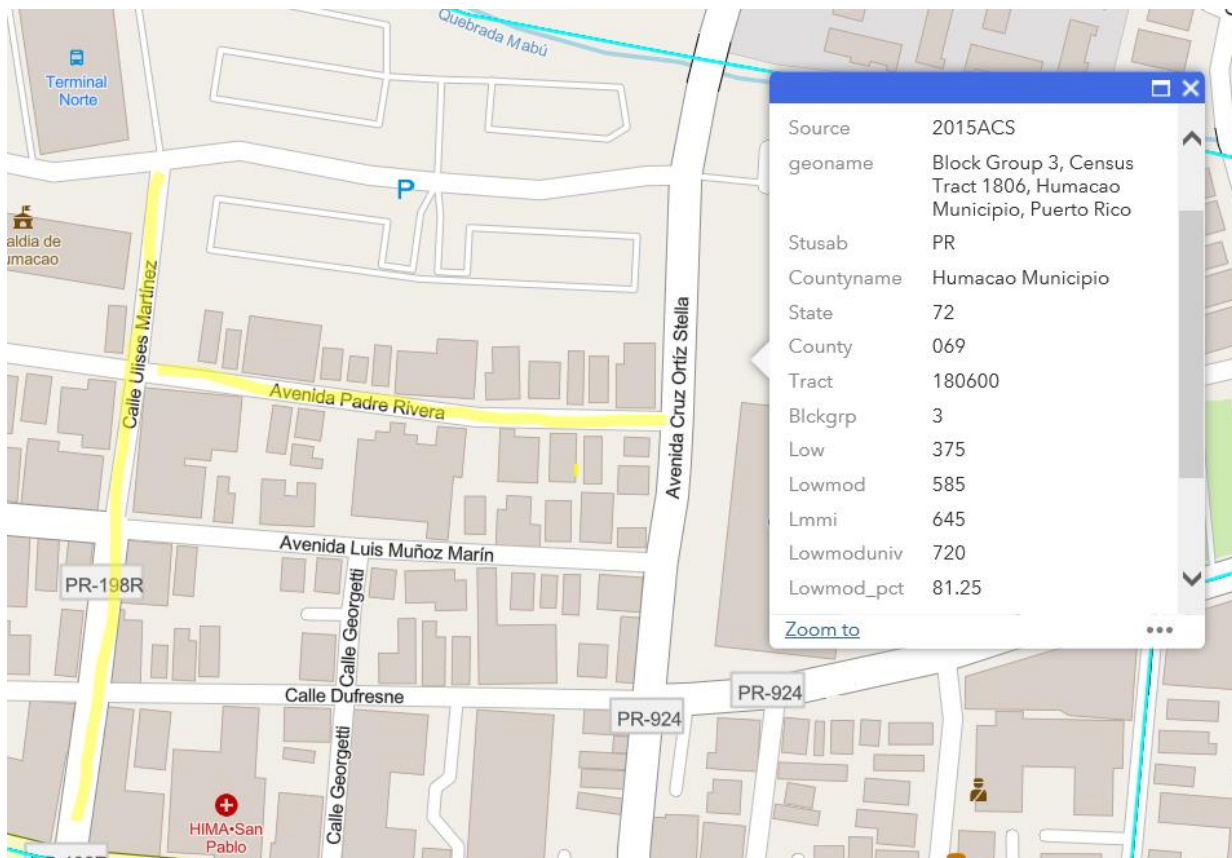 Quebrada Mabú
Terminal
Norte
P
aldia de
umacao
Calle Ulises Martínez
Avenida Padre Rivera
Avenida Cruz Ortíz Stella
Avenida Luis Muñoz Marín
PR-198R
Calle Georgetti
Calle Dufresne
PR-924
PR-924
Calle Georgetti
HIMA•San
Pablo
Source 2015ACS
geoname Block Group 3, Census
Tract 1806, Humacao
Municipio, Puerto Rico
Stusab PR
Countyname Humacao Municipio
State 72
County 069
Tract 180600
Blckgrp 3
Low 375
Lowmod 585
Lmmi 645
Lowmoduniv 720
Lowmod_pct 81.25
Zoom to